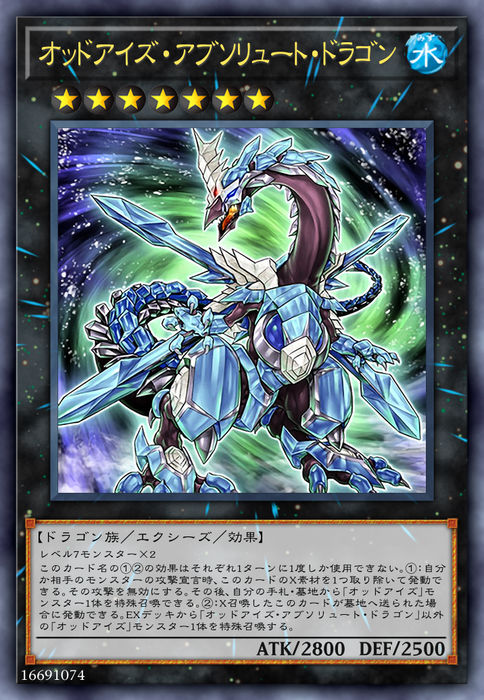 オッドアイズ・アブソリュート・ドラゴン
みず
水
【ドラゴン族／エクシーズ／効果】
レベル7モンスター×2
このカード名の①②の効果はそれぞれ1ターンに1度しか使用できない。①：自分
か相手のモンスターの攻撃宣言時、このカードのX素材を1つ取り除いて発動で
きる。その攻撃を無効にする。その後、自分の手札・墓地から「オッドアイズ」モ
ンスター1体を特殊召喚できる。②：X召喚したこのカードが墓地へ送られた場
合に発動できる。EXデッキから「オッドアイズ・アブソリュート・ドラゴン」以外
の「オッドアイズ」モンスター1体を特殊召喚する。
ATK/2800 DEF/2500
16691074